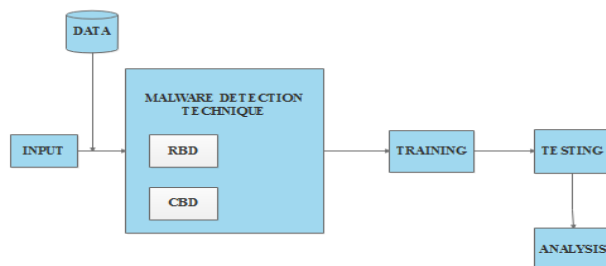 DATA
MALWARE DETECTION
TECHNIQUE
INPUT
RBD
TRAINING
TESTING
CBD
ANALYSIS